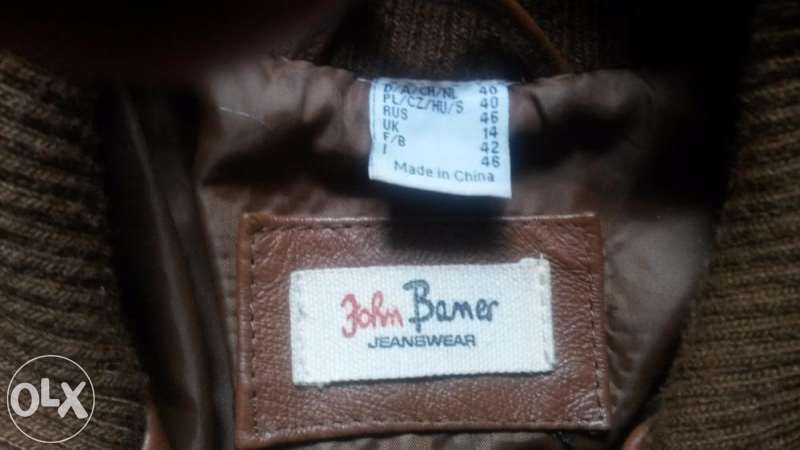 D/A/CH/NL 40
PL/CZ/HU/S 40
RUS 46
UK 14
F/B 42
I 46
Made in China
John Baner
JEANSWEAR
OLX